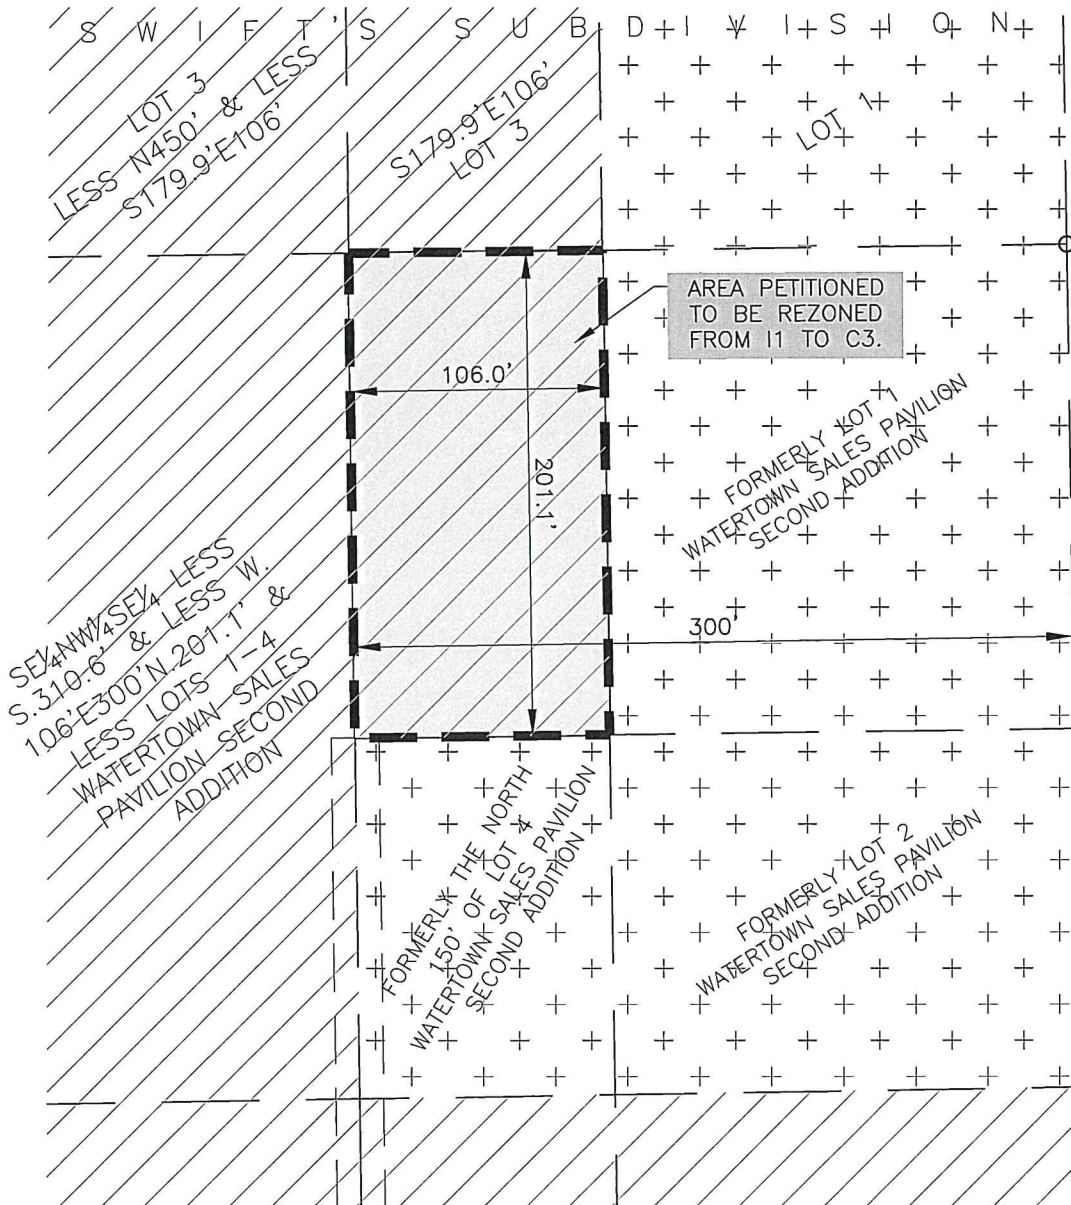 SWIFT'S SUBDIVISION
LOT 3
LESS N450' & LESS
S179.9'E106'
S179.9'E106'
LOT 3
LOT 1
AREA PETITIONED
TO BE REZONED
FROM I1 TO C3.
106.0'
201.1'
FORMERLY LOT 1
WATERTOWN SALES PAVILION
SECOND ADDITION
300'
SE¼NW¼SE¼ LESS
S.310.6' & LESS W.
106'E300'N.201.1' &
LESS LOTS 1-4
WATERTOWN SALES
PAVILION SECOND
ADDITION
FORMERLY THE NORTH
150' OF LOT 4
WATERTOWN SALES PAVILION
SECOND ADDITION
FORMERLY LOT 2
WATERTOWN SALES PAVILION
SECOND ADDITION